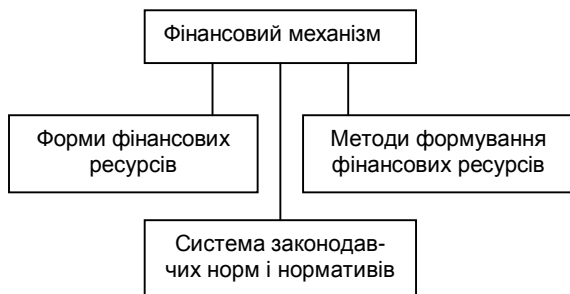 Фінансовий механізм
Форми фінансових
ресурсів
Методи формування
фінансових ресурсів
Система законодав-
чих норм і нормативів